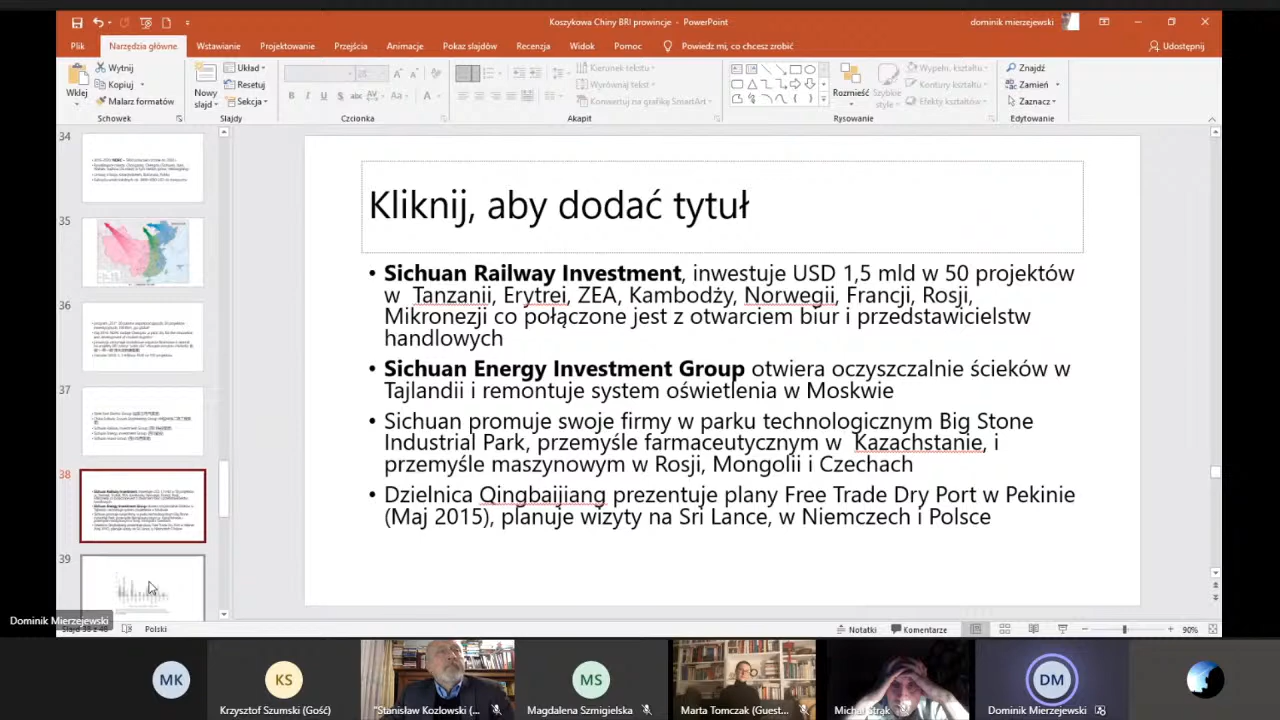 Koszykowa Chiny BRI prowincje - PowerPoint
dominik mierzejewski
Plik
Narzędzia główne
Wstawianie
Projektowanie
Przejścia
Animacje
Pokaz slajdów
Recenzja
Widok
Pomoc
Powiedz mi, co chcesz zrobić
Udostępnij
Wklej
Wytnij
Kopiuj
Malarz formatów
Schowek
Nowy slajd
Układ
Resetuj
Sekcja
Slajdy
Czcionka
Kierunek tekstu
Wyrównaj tekst
Konwertuj na grafikę SmartArt
Akapit
Rozmieść
Szybkie style
Wypełn. kształtu
Kontury kształtu
Efekty kształtów
Rysowanie
Znajdź
Zamień
Zaznacz
Edytowanie
34
35
36
37
38
39
Kliknij, aby dodać tytuł
• Sichuan Railway Investment, inwestuje USD 1,5 mld w 50 projektów
w Tanzanii, Erytrei, ZEA, Kambodży, Norwegii, Francji, Rosji,
Mikronezji co połączone jest z otwarciem biur i przedstawicielstw
handlowych
• Sichuan Energy Investment Group otwiera oczyszczalnie ścieków w
Tajlandii i remontuje system oświetlenia w Moskwie
• Sichuan promuje swoje firmy w parku technologicznym Big Stone
Industrial Park, przemyśle farmaceutycznym w Kazachstanie, i
przemyśle maszynowym w Rosji, Mongolii i Czechach
• Dzielnica Qingbaijiang prezentuje plany Free Trade Dry Port w Pekinie
(Maj 2015), planuje wizyty na Sri Lance, w Niemczech i Polsce
Dominik Mierzejewski
Polski
Notatki
Komentarze
90%
MK
KS
Krzysztof Szumski (Gość)
"Stanisław Kozłowski (...
MS
Magdalena Szmigielska
Marta Tomczak (Guest...
Michał Strąk
DM
Dominik Mierzejewski